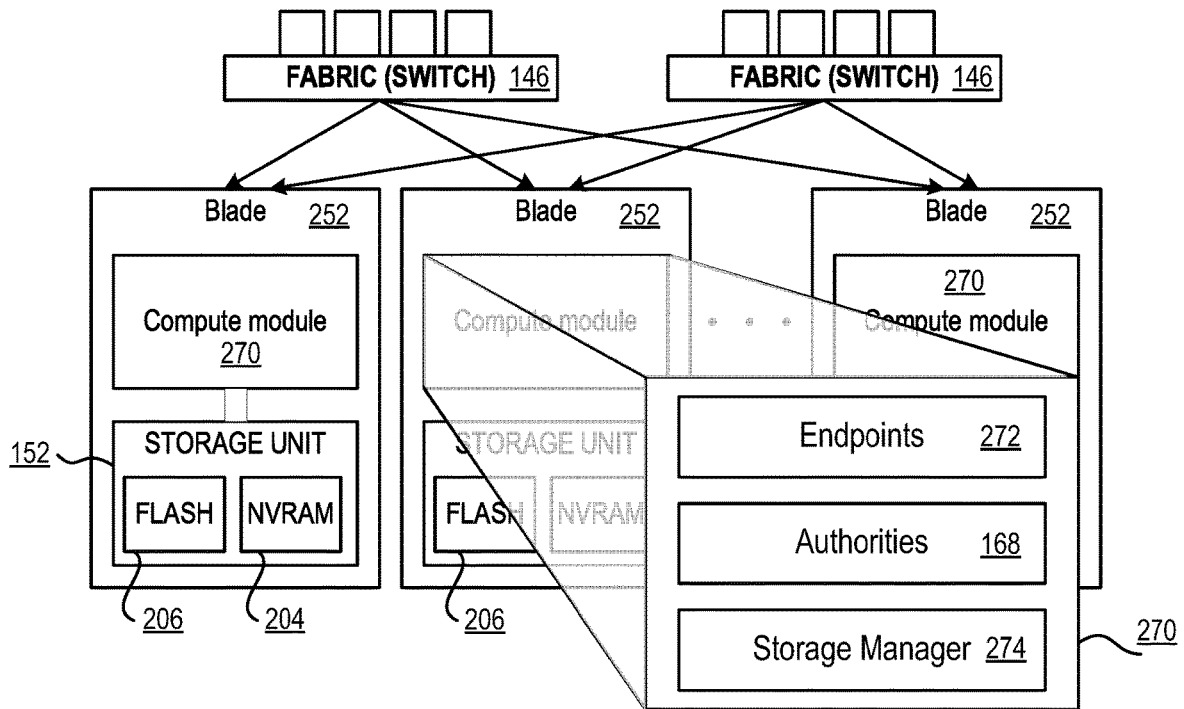 FABRIC (SWITCH) 146
FABRIC (SWITCH) 146
Blade 252
Blade 252
Blade 252
Compute module
270
Compute module
• • •
270
Compute module
152
STORAGE UNIT
FLASH
NVRAM
STORAGE UNIT
FLASH
NVRAM
206
204
206
Endpoints 272
Authorities 168
Storage Manager 274
270